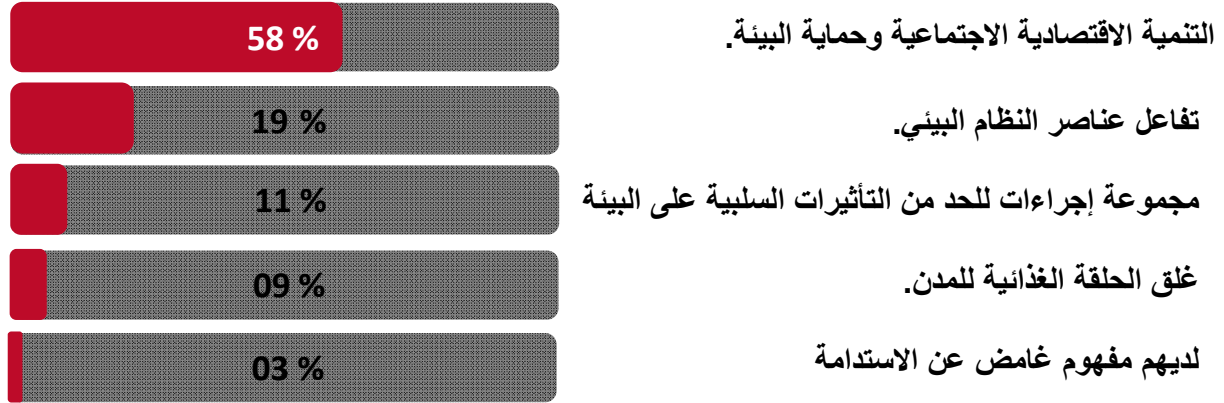 التنمية الاقتصادية الاجتماعية وحماية البيئة.
58 %
تفاعل عناصر النظام البيئي.
19 %
مجموعة إجراءات للحد من التأثيرات السلبية على البيئة
11 %
غلق الحلقة الغذائية للمدن.
09 %
لديهم مفهوم غامض عن الاستدامة
03 %